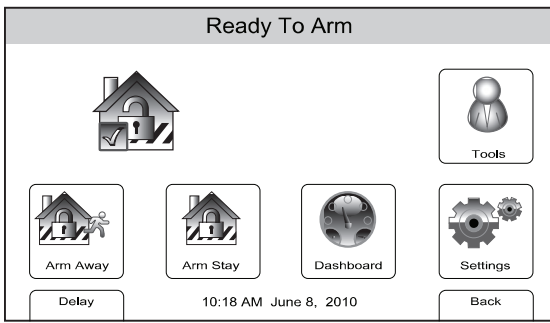 Ready To Arm
Tools
Arm Away
Arm Stay
Dashboard
Settings
Delay
10:18 AM June 8, 2010
Back